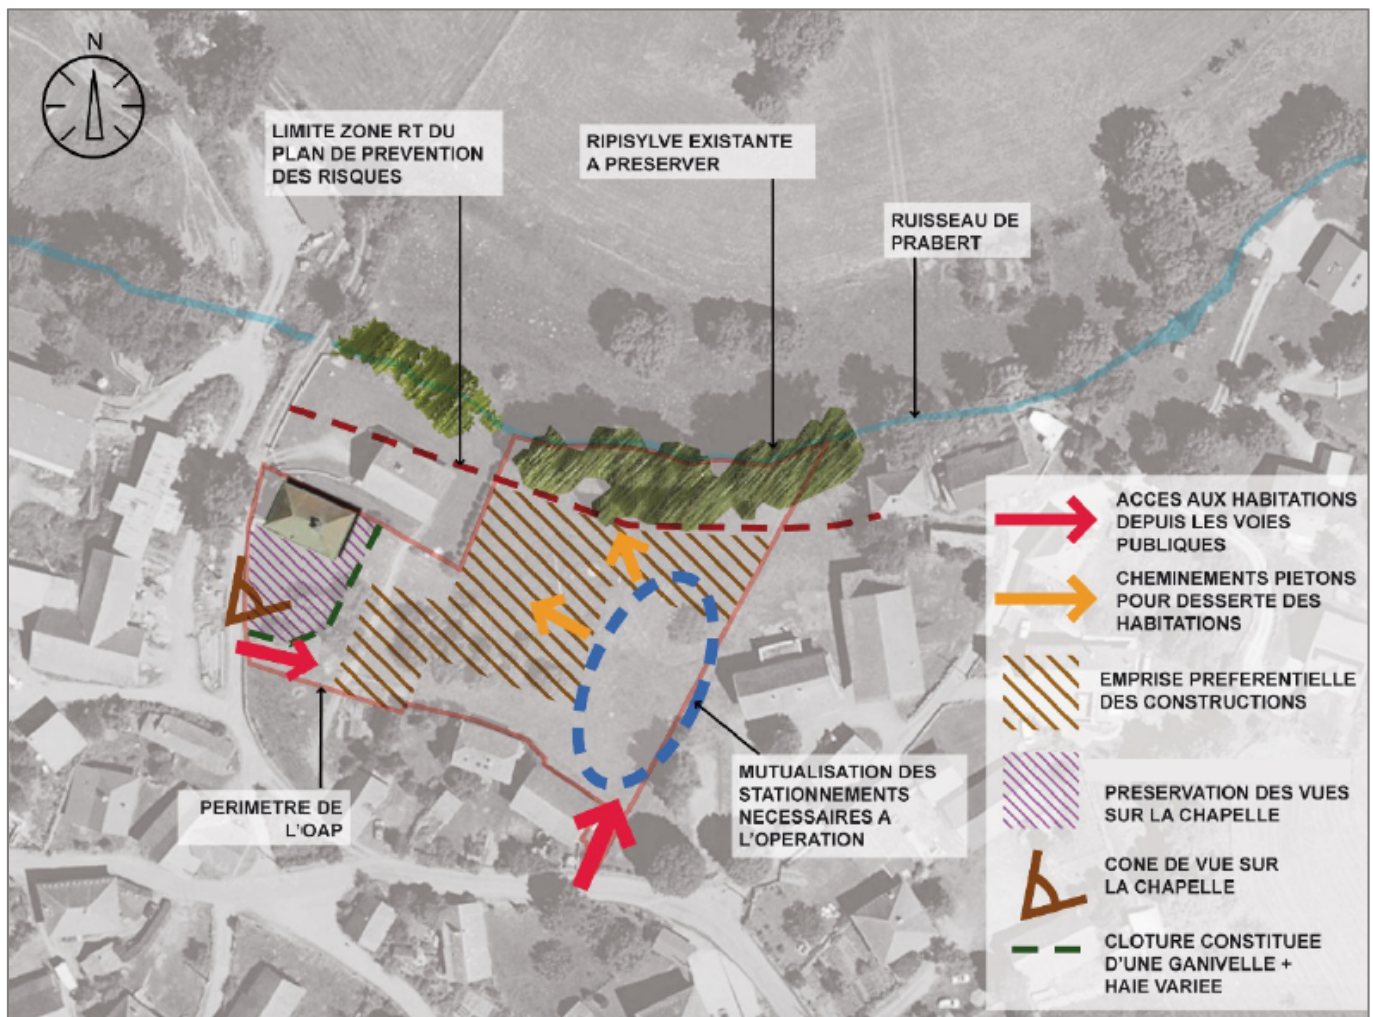 N
LIMITE ZONE RT DU
PLAN DE PREVENTION
DES RISQUES
RIPISYLVE EXISTANTE
A PRESERVER
RUISSEAU DE
PRABERT
PERIMETRE DE
L'OAP
MUTUALISATION DES
STATIONNEMENTS
NECESSAIRES A
L'OPERATION
ACCES AUX HABITATIONS
DEPUIS LES VOIES
PUBLIQUES
CHEMINEMENTS PIETONS
POUR DESSERTE DES
HABITATIONS
EMPRISE PREFERENTIELLE
DES CONSTRUCTIONS
PRESERVATION DES VUES
SUR LA CHAPELLE
CONE DE VUE SUR
LA CHAPELLE
CLOTURE CONSTITUEE
D'UNE GANIVELLE +
HAIE VARIEE